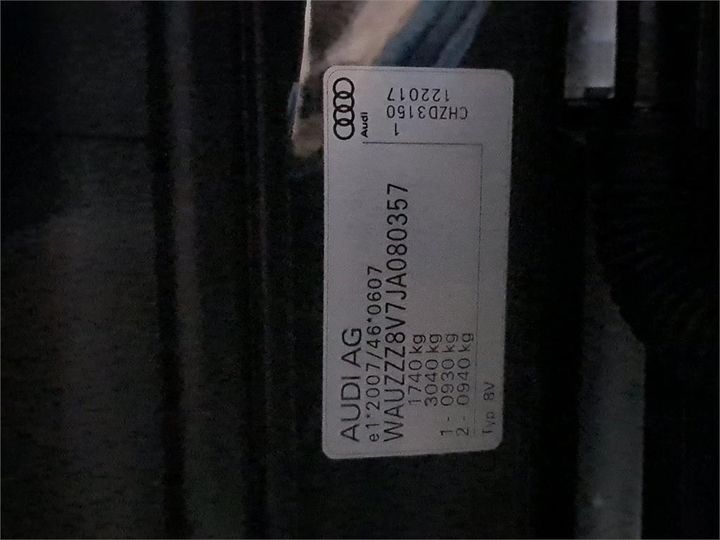 AUDI AG
e1*2007/46*0607
WAUZZZ8V7JA080357
1740 kg
3040 kg
1 - 0930 kg
2 - 0940 kg
Typ 8V
Audi
1
CHZD3150
122017